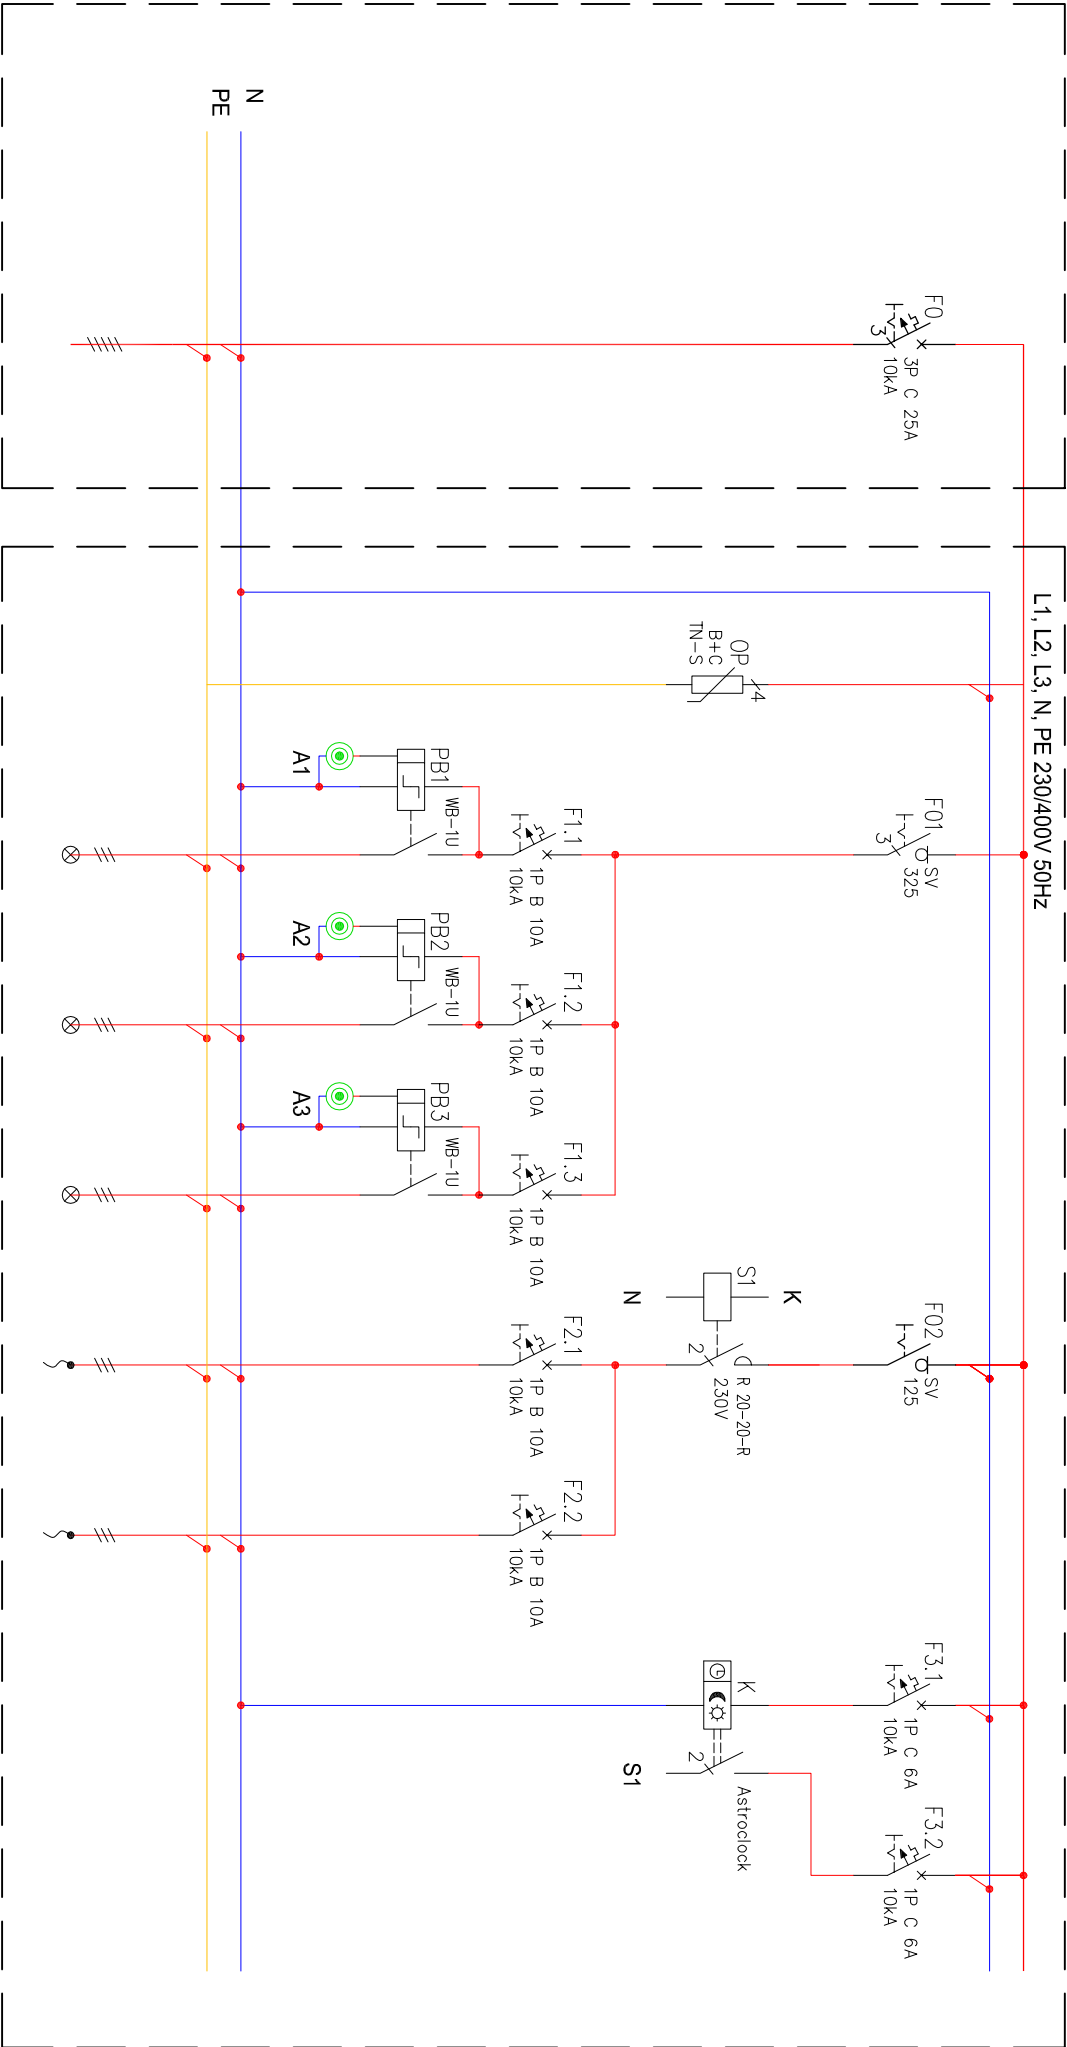 L1, L2, L3, N, PE 230/400V 50Hz
F0
3
3P C 25A
10kA
N
PE
OP
B+C
TN-S
4
F01
3
SV
325
F1.1
1P B 10A
10kA
PB1
WB-1U
A1
F1.2
1P B 10A
10kA
PB2
WB-1U
A2
F1.3
1P B 10A
10kA
PB3
WB-1U
A3
F02
SV
125
K
S1
N
2
R 20-20-R
230V
F2.1
1P B 10A
10kA
F2.2
1P B 10A
10kA
F3.1
1P C 6A
10kA
K
2
Astroclock
S1
F3.2
1P C 6A
10kA